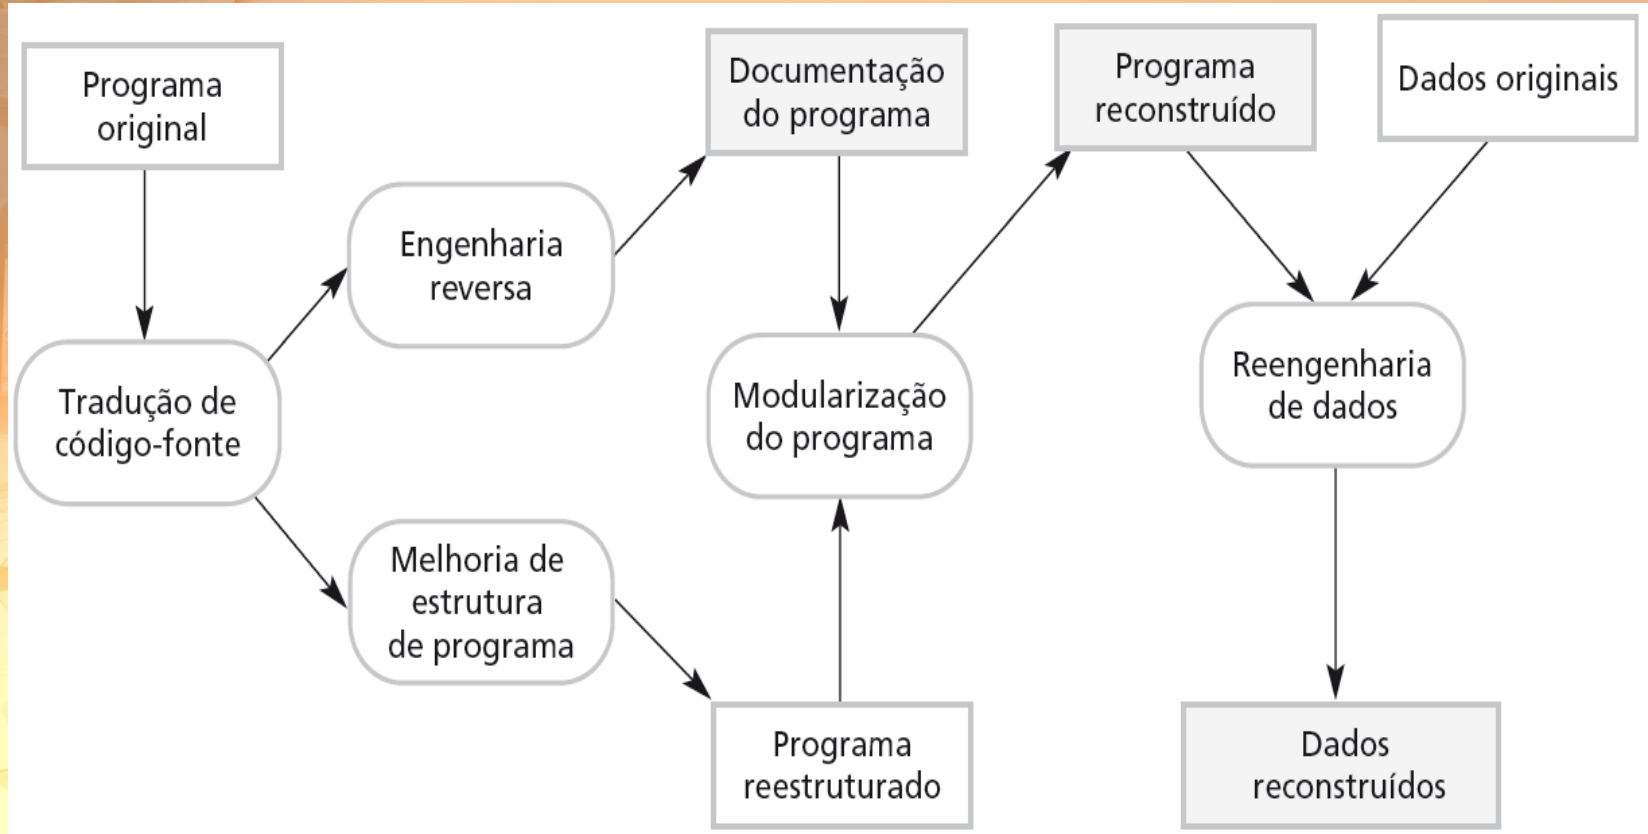 Programa
original
Documentação
do programa
Programa
reconstruído
Dados originais
Engenharia
reversa
Tradução de
código-fonte
Modularização
do programa
Reengenharia
de dados
Melhoria de
estrutura
de programa
Programa
reestruturado
Dados
reconstruídos